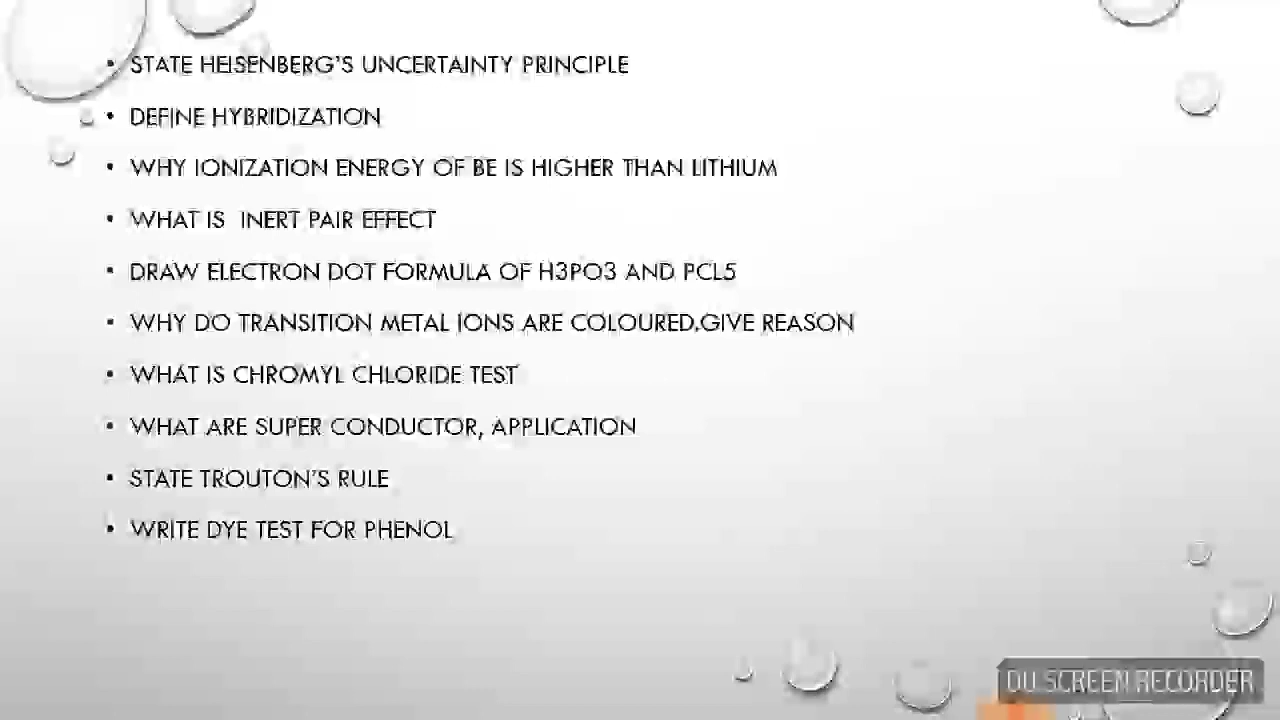 • STATE HEISENBERG'S UNCERTAINTY PRINCIPLE
• DEFINE HYBRIDIZATION
• WHY IONIZATION ENERGY OF BE IS HIGHER THAN LITHIUM
• WHAT IS INERT PAIR EFFECT
• DRAW ELECTRON DOT FORMULA OF H3PO3 AND PCL5
• WHY DO TRANSITION METAL IONS ARE COLOURED.GIVE REASON
• WHAT IS CHROMYL CHLORIDE TEST
• WHAT ARE SUPER CONDUCTOR, APPLICATION
• STATE TROUTON'S RULE
• WRITE DYE TEST FOR PHENOL
DU SCREEN RECORDER